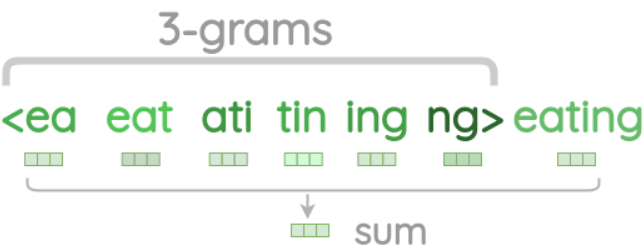 3-grams
<ea eat ati tin ing ng> eating
sum